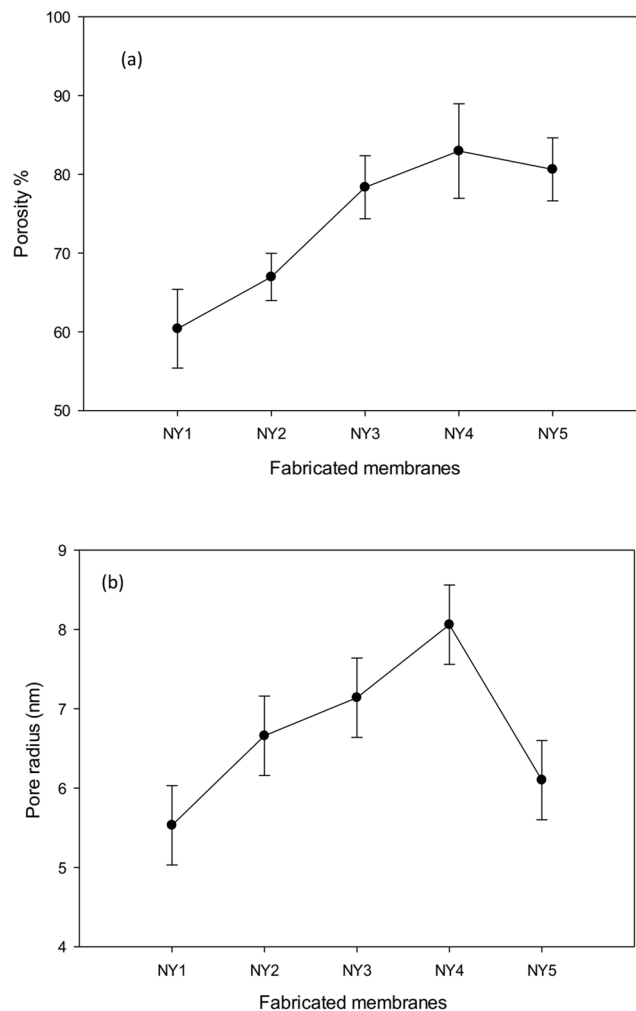 (a)
Porosity %
100
90
80
70
60
50
NY1 NY2 NY3 NY4 NY5
Fabricated membranes
(b)
Pore radius (nm)
9
8
7
6
5
4
NY1 NY2 NY3 NY4 NY5
Fabricated membranes